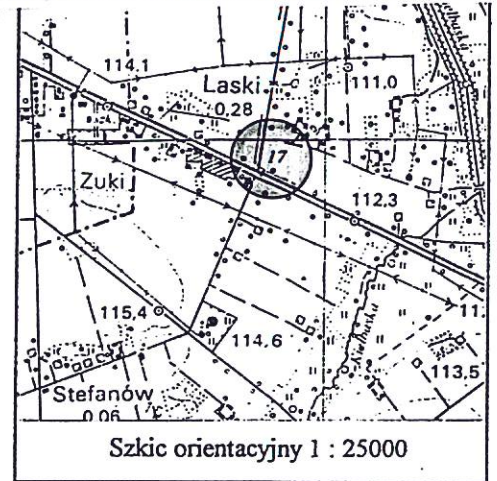 114.1
Laski
0,28
111.0
17
Zuki
112,3
115,4
114,6
11.
113,5
Stefanów
0.06
Szkic orientacyjny 1 : 25000